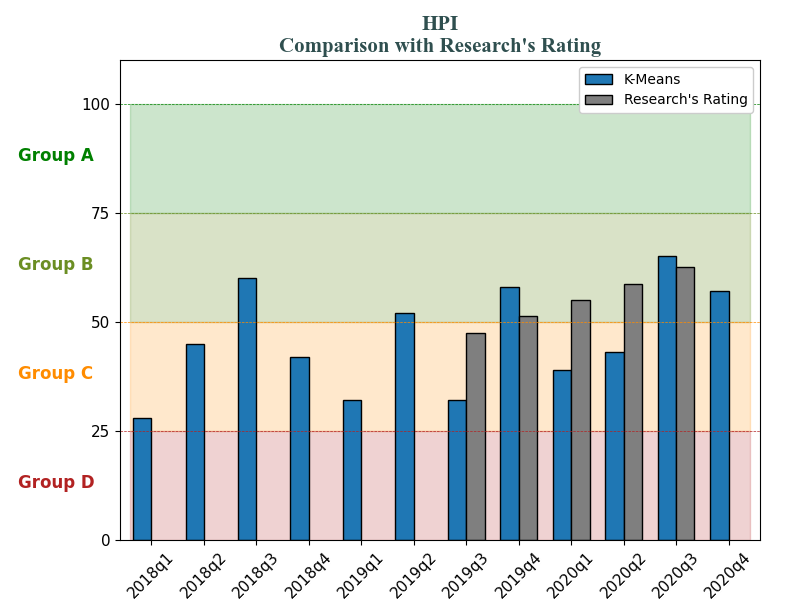 HPI
Comparison with Research's Rating
K-Means
Research's Rating
100
Group A
75
Group B
50
Group C
25
Group D
0
2018q1
2018q2
2018q3
2018q4
2019q1
2019q2
2019q3
2019q4
2020q1
2020q2
2020q3
2020q4